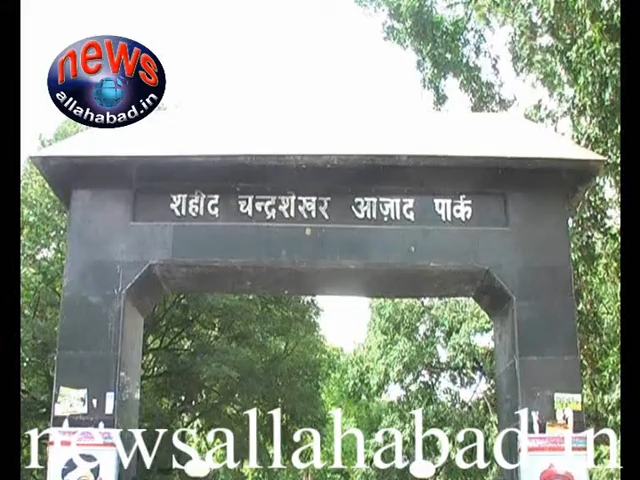 news
allahabad.in
शहीद चन्द्रशेखर आज़ाद पार्क
newsallahabad.in